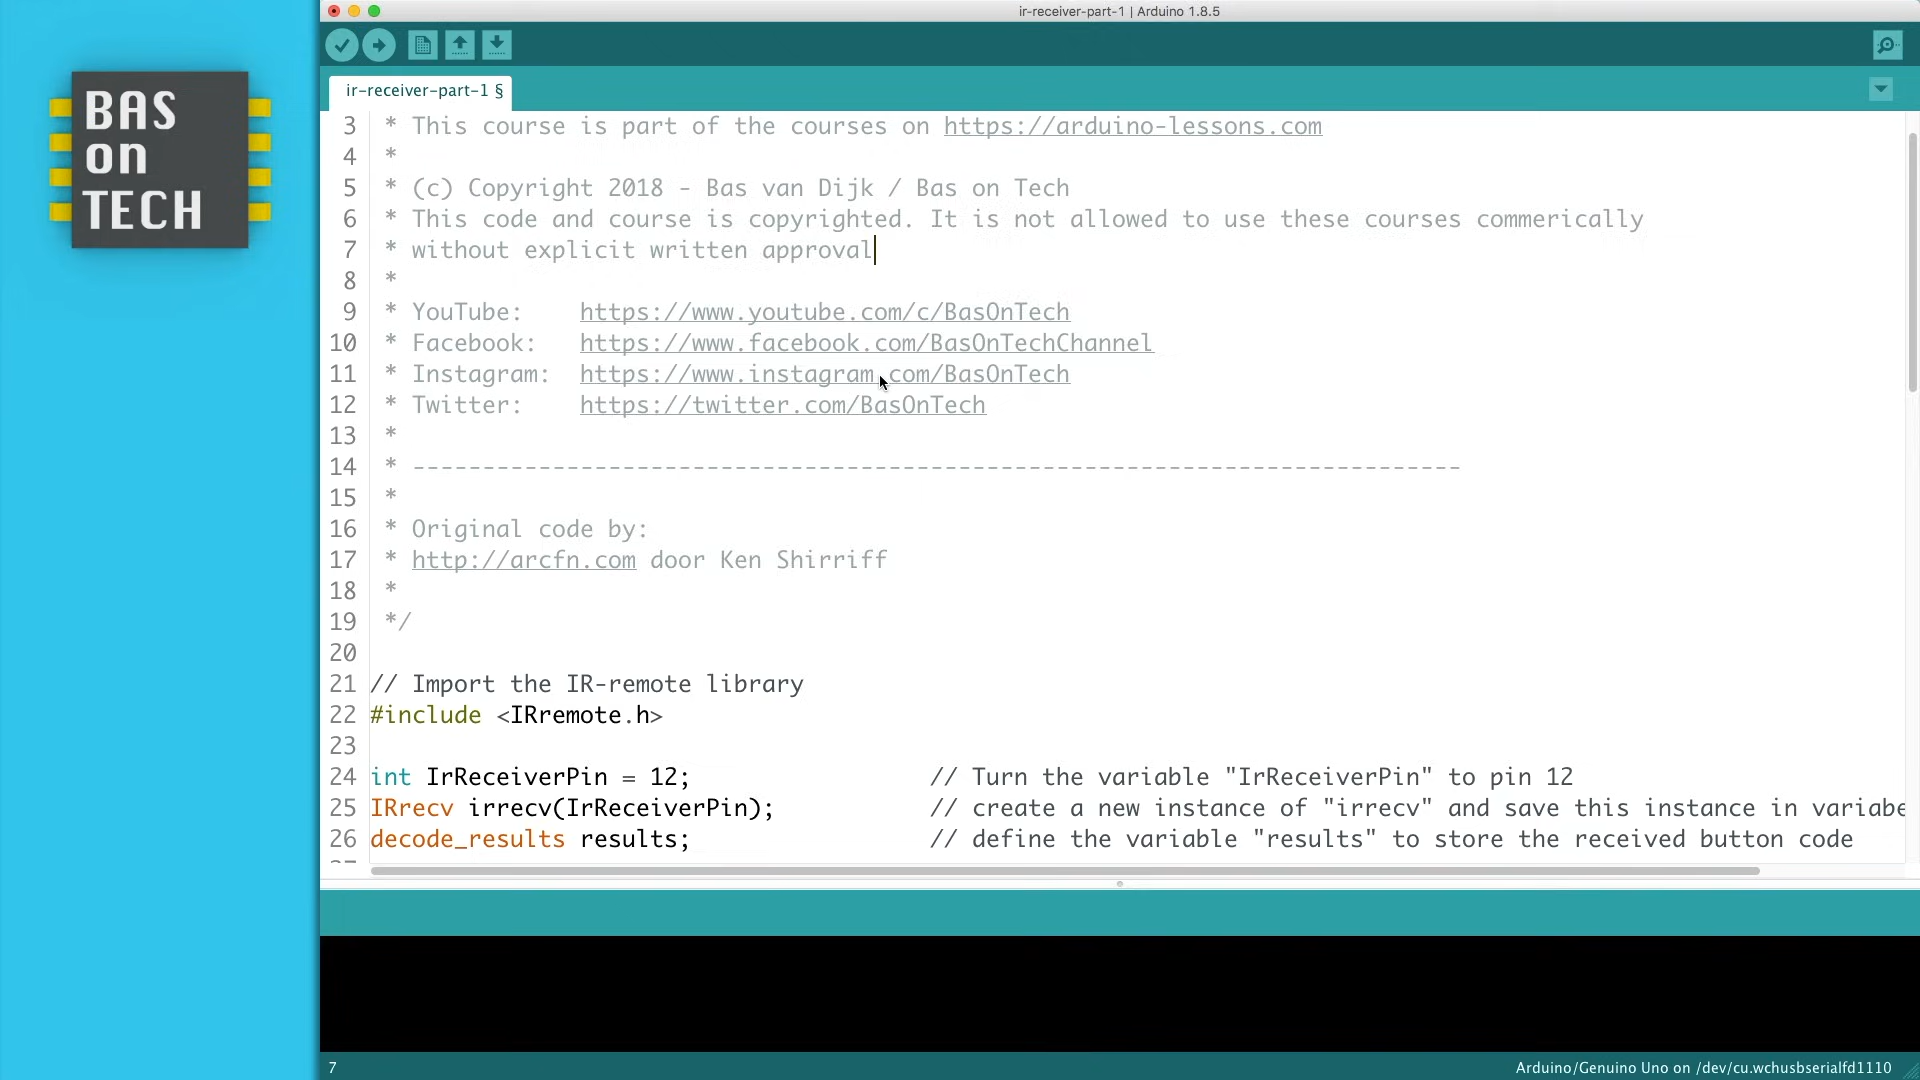 ir-receiver-part-1 | Arduino 1.8.5
BAS
on
TECH
ir-receiver-part-1 §
3 * This course is part of the courses on https://arduino-lessons.com
4 *
5 * (c) Copyright 2018 - Bas van Dijk / Bas on Tech
6 * This code and course is copyrighted. It is not allowed to use these courses commerically
7 * without explicit written approval
8 *
9 * YouTube: https://www.youtube.com/c/BasOnTech
10 * Facebook: https://www.facebook.com/BasOnTechChannel
11 * Instagram: https://www.instagram.com/BasOnTech
12 * Twitter: https://twitter.com/BasOnTech
13 *
14 * ---------------------------------------------------------------------------
15 *
16 * Original code by:
17 * http://arcfn.com door Ken Shirriff
18 *
19 */
20
21 // Import the IR-remote library
22 #include <IRremote.h>
23
24 int IrReceiverPin = 12; // Turn the variable "IrReceiverPin" to pin 12
25 IRrecv irrecv(IrReceiverPin); // create a new instance of "irrecv" and save this instance in variabe
26 decode_results results; // define the variable "results" to store the received button code
7
Arduino/Genuino Uno on /dev/cu.wchusbserialfd1110